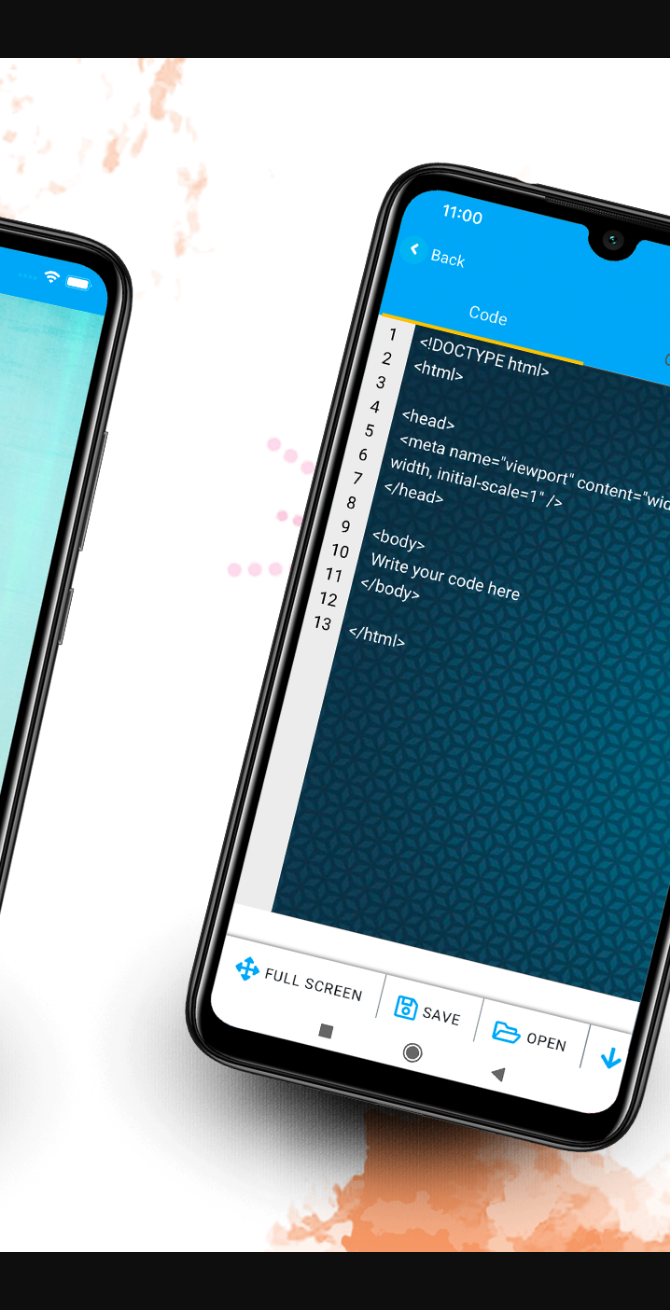 11:00
Back
Code
1
2
3
4
5
6
7
8
9
10
11
12
13
<!DOCTYPE html>
<html>
<head>
<meta name="viewport" content="wid
width, initial-scale=1" />
</head>
<body>
Write your code here
</body>
</html>
FULL SCREEN
SAVE
OPEN